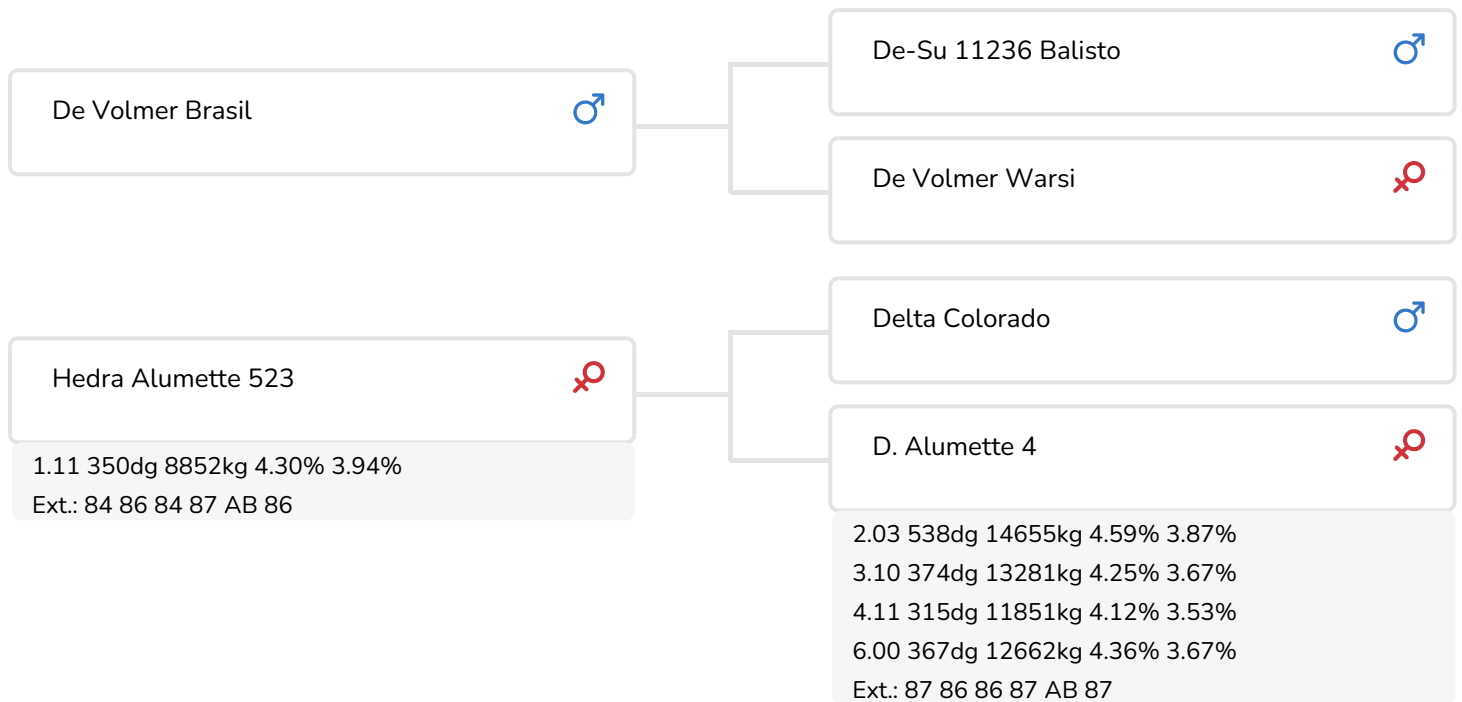 De Volmer Brasil
De-Su 11236 Balisto
De Volmer Warsi
Hedra Alumette 523
1.11 350dg 8852kg 4.30% 3.94%
Ext.: 84 86 84 87 AB 86
Delta Colorado
D. Alumette 4
2.03 538dg 14655kg 4.59% 3.87%
3.10 374dg 13281kg 4.25% 3.67%
4.11 315dg 11851kg 4.12% 3.53%
6.00 367dg 12662kg 4.36% 3.67%
Ext.: 87 86 86 87 AB 87